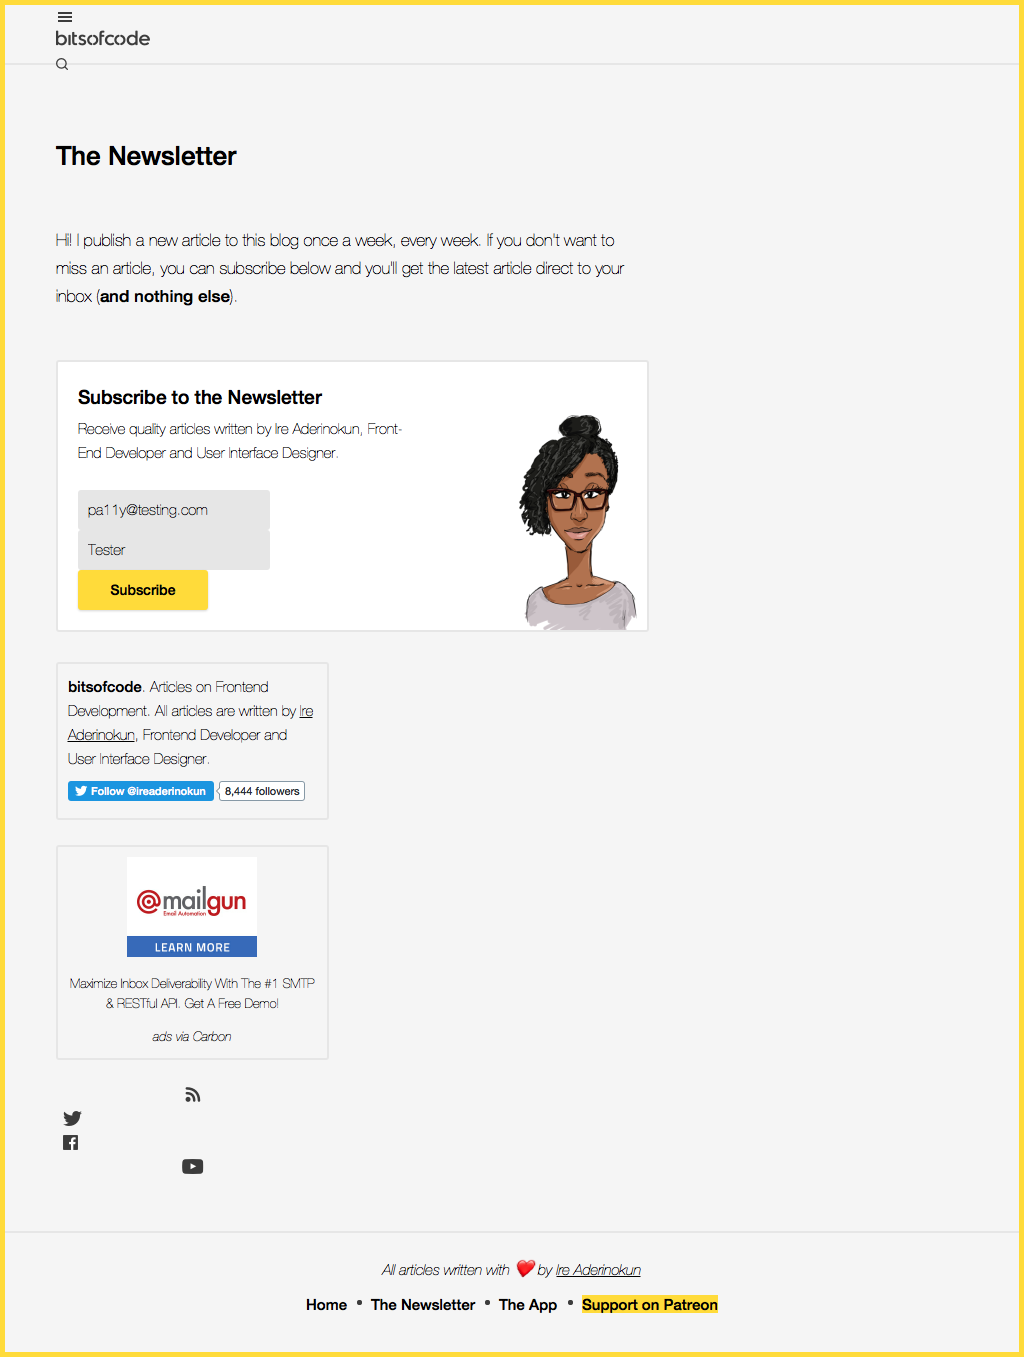 bitsofcode
The Newsletter
Hi! I publish a new article to this blog once a week, every week. If you don't want to
miss an article, you can subscribe below and you'll get the latest article direct to your
inbox (and nothing else).
Subscribe to the Newsletter
Receive quality articles written by Ire Aderinokun, Front-
End Developer and User Interface Designer.
pa11y@testing.com
Tester
Subscribe
bitsofcode. Articles on Frontend
Development. All articles are written by Ire
Aderinokun, Frontend Developer and
User Interface Designer.
Follow @ireaderinokun 8,444 followers
@mailgun
Email Automation
LEARN MORE
Maximize Inbox Deliverability With The #1 SMTP
& RESTful API. Get A Free Demo!
ads via Carbon
All articles written with ❤️ by Ire Aderinokun
Home • The Newsletter • The App • Support on Patreon